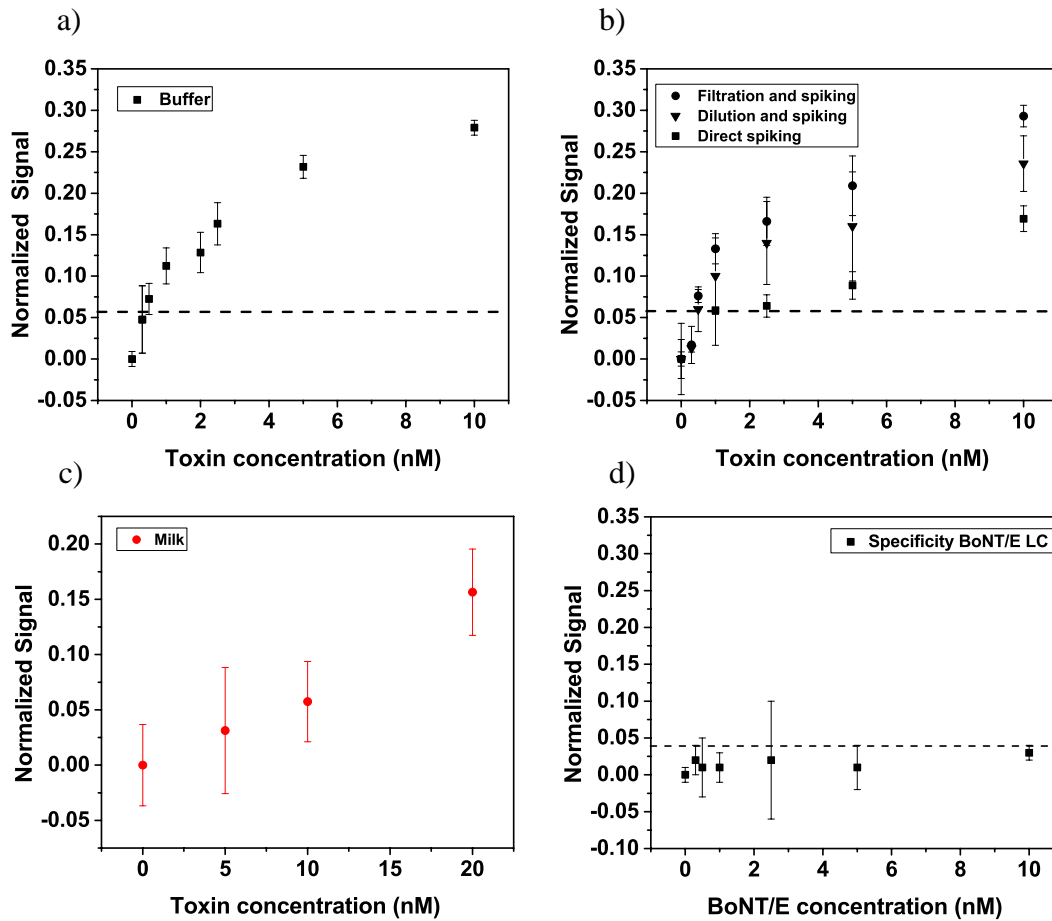 a)
0.35
0.30
0.25
0.20
0.15
0.10
0.05
0.00
-0.05
Normalized Signal
Buffer
0 2 4 6 8 10
Toxin concentration (nM)
b)
0.35
0.30
0.25
0.20
0.15
0.10
0.05
0.00
-0.05
Normalized Signal
Filtration and spiking
Dilution and spiking
Direct spiking
0 2 4 6 8 10
Toxin concentration (nM)
c)
0.20
0.15
0.10
0.05
0.00
-0.05
Normalized Signal
Milk
0 5 10 15 20
Toxin concentration (nM)
d)
0.35
0.30
0.25
0.20
0.15
0.10
0.05
0.00
-0.05
-0.10
Normalized Signal
Specificity BoNT/E LC
0 2 4 6 8 10
BoNT/E concentration (nM)